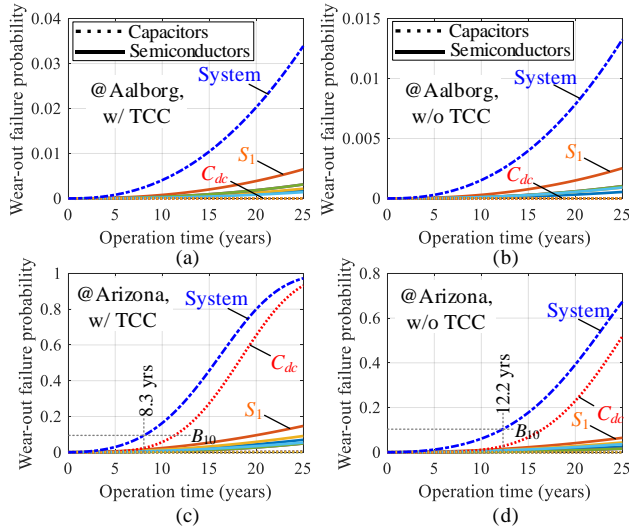 0.04
0.03
0.02
0.01
0
Wear-out failure probability
Capacitors
Semiconductors
@Aalborg,
w/ TCC
System
S1
Cdc
0 5 10 15 20 25
Operation time (years)
(a)
0.015
0.01
0.005
0
Wear-out failure probability
Capacitors
Semiconductors
@Aalborg,
w/o TCC
System
S1
Cdc
0 5 10 15 20 25
Operation time (years)
(b)
1
0.8
0.6
0.4
0.2
0
Wear-out failure probability
@Arizona,
w/ TCC
System
Cdc
8.3 yrs
S1
B10
0 5 10 15 20 25
Operation time (years)
(c)
0.8
0.6
0.4
0.2
0
Wear-out failure probability
@Arizona,
w/o TCC
System
12.2 yrs
Cdc
S1
B10
0 5 10 15 20 25
Operation time (years)
(d)